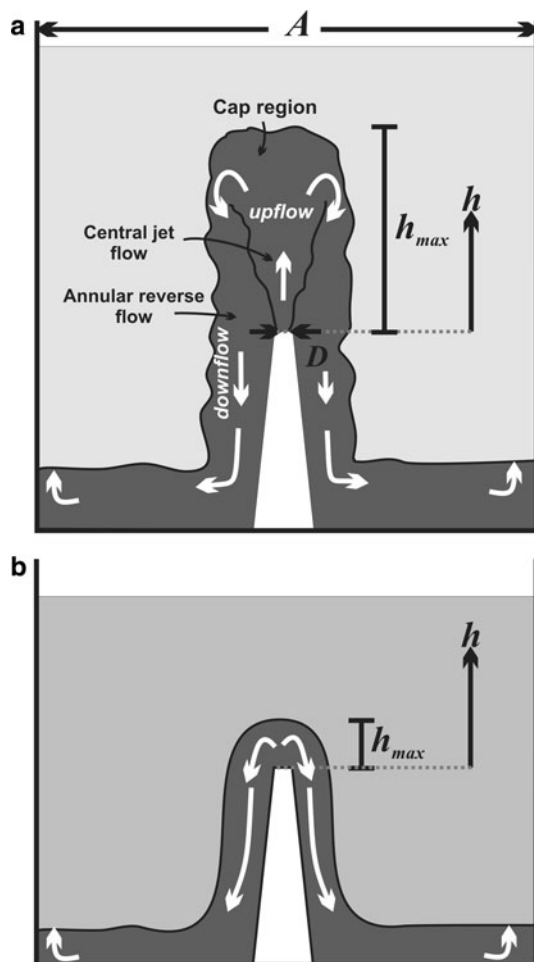 a
A
Cap region
upflow
h
h max
Central jet
flow
Annular reverse
flow
D
downflow
b
h
h max